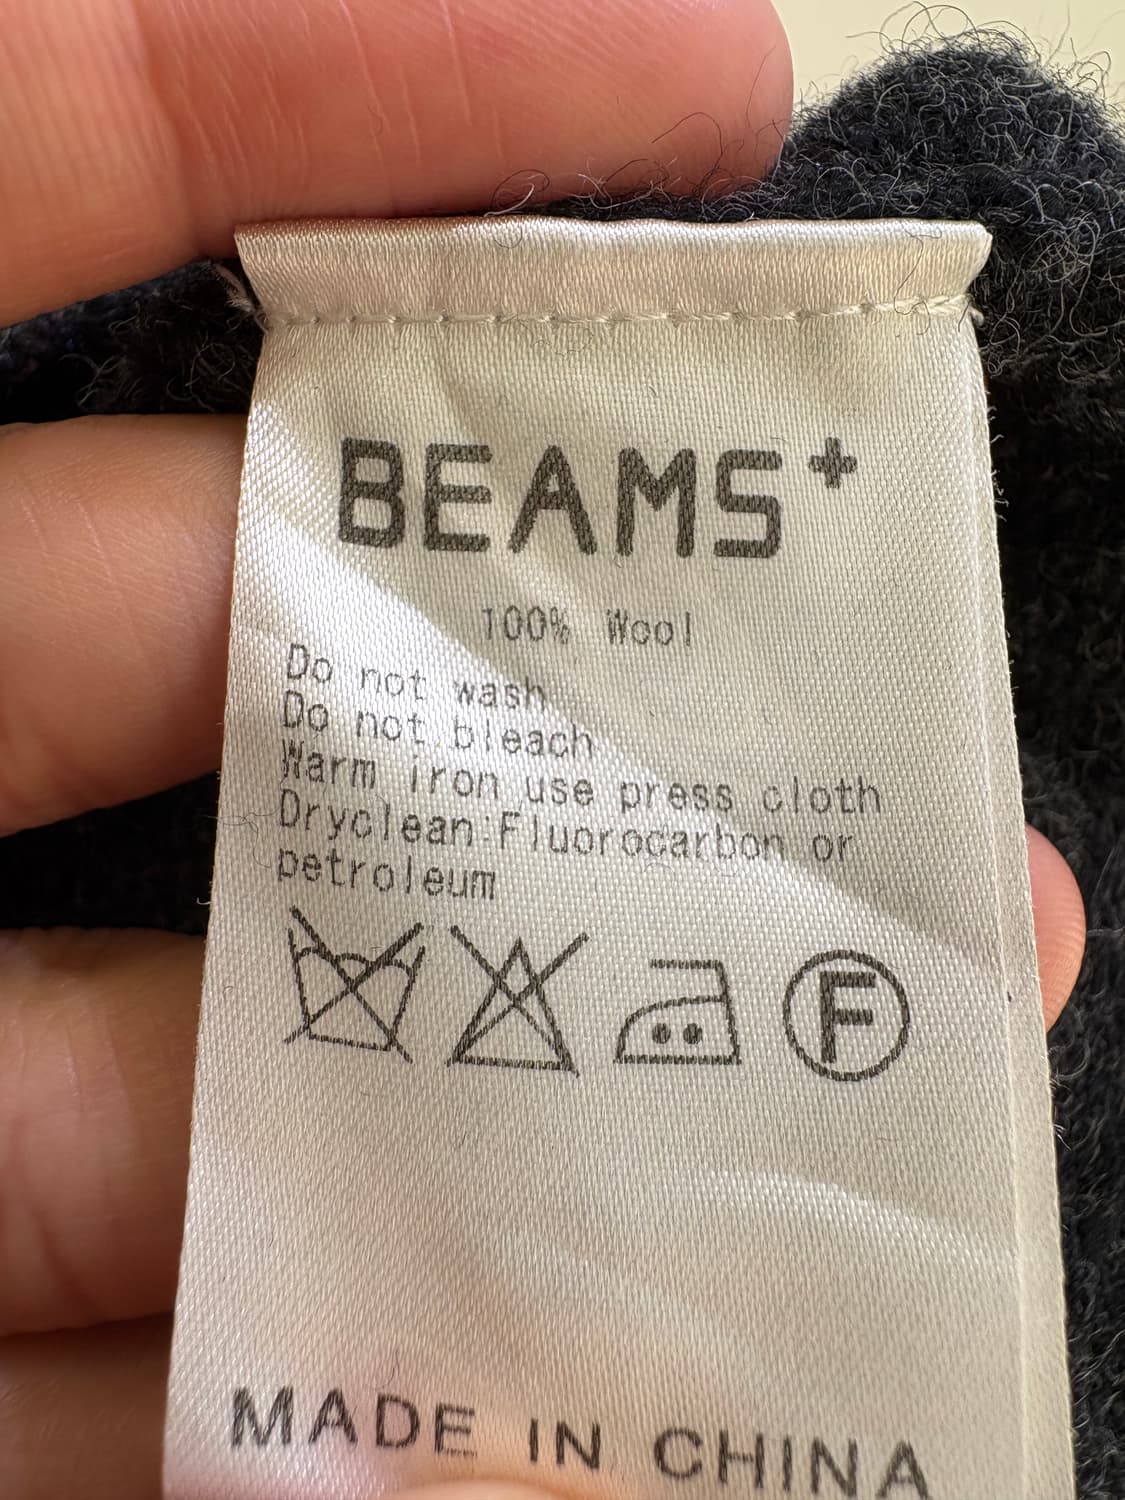 BEAMS+
100% Wool
Do not wash
Do not bleach
Warm iron use press cloth
Dryclean:Fluorocarbon or
petroleum
F
MADE IN CHINA